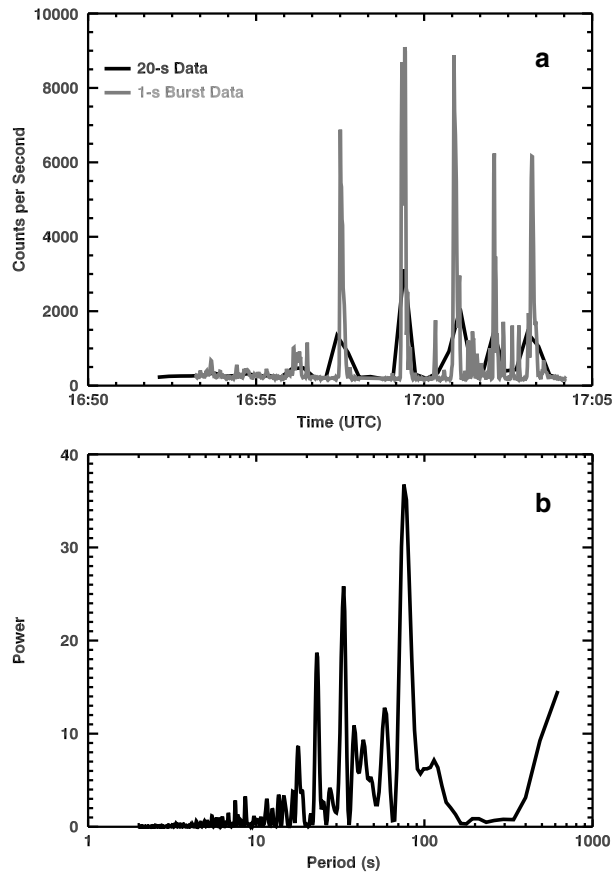 10000
a
20-s Data
1-s Burst Data
8000
6000
4000
2000
0
Counts per Second
16:50
16:55
17:00
17:05
Time (UTC)
40
b
30
20
10
0
Power
1
10
100
1000
Period (s)